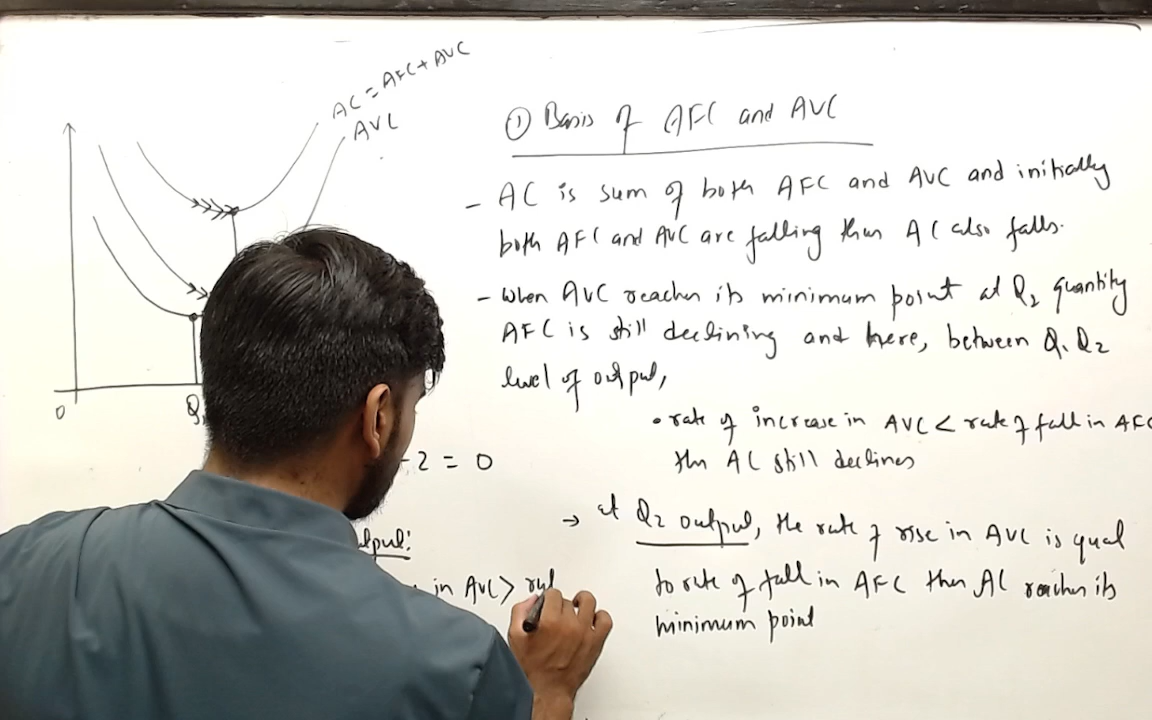 AC = AFC + AVC
AVC
0
Q1
- 2 = 0
in AVC >
① Basis of AFC and AVC
- AC is sum of both AFC and AVC and initially
both AFC and AVC are falling then AC also falls.
- When AVC reaches its minimum point at Q2 quantity
AFC is still declining and here, between Q1 Q2
level of output,
• rate of increase in AVC < rate of fall in AFC
then AC still declines
→ at Q2 output, the rate of rise in AVC is equal
to rate of fall in AFC then AC reaches its
minimum point